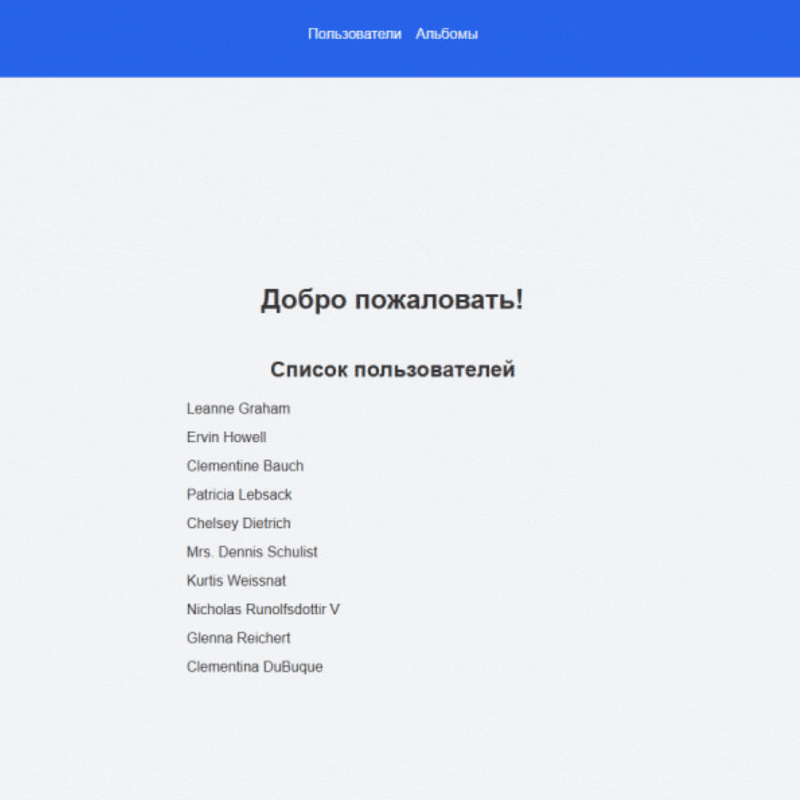 Пользователи Альбомы
Добро пожаловать!
Список пользователей
Leanne Graham
Ervin Howell
Clementine Bauch
Patricia Lebsack
Chelsey Dietrich
Mrs. Dennis Schulist
Kurtis Weissnat
Nicholas Runolfsdottir V
Glenna Reichert
Clementina DuBuque